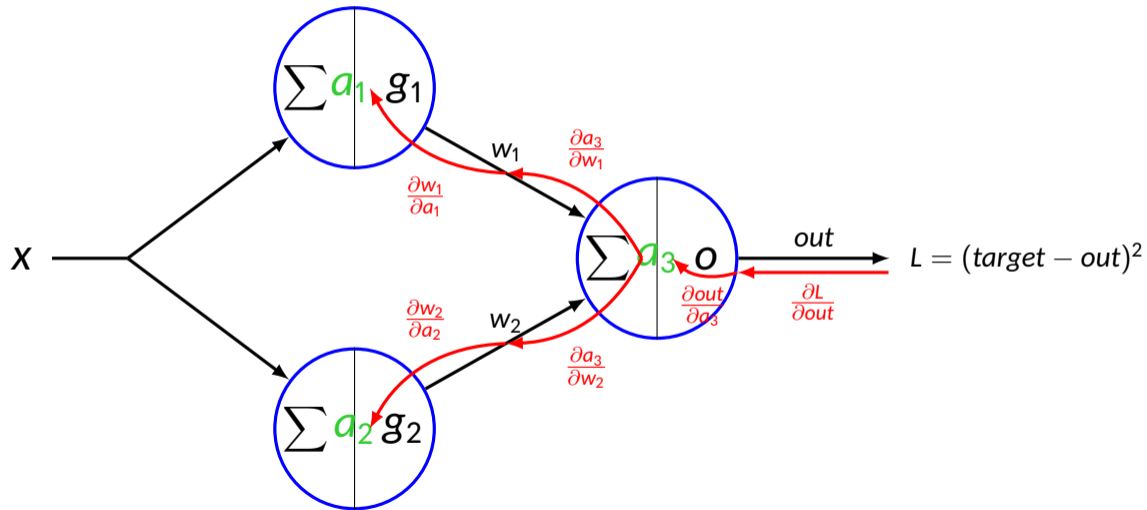 ∑ a₁ g₁
w₁
∂a₃/∂w₁
∂w₁/∂a₁
X
∑ a₃ o
out
L = (target − out)²
∂out/∂a₃
∂L/∂out
∂w₂/∂a₂
w₂
∂a₃/∂w₂
∑ a₂ g₂